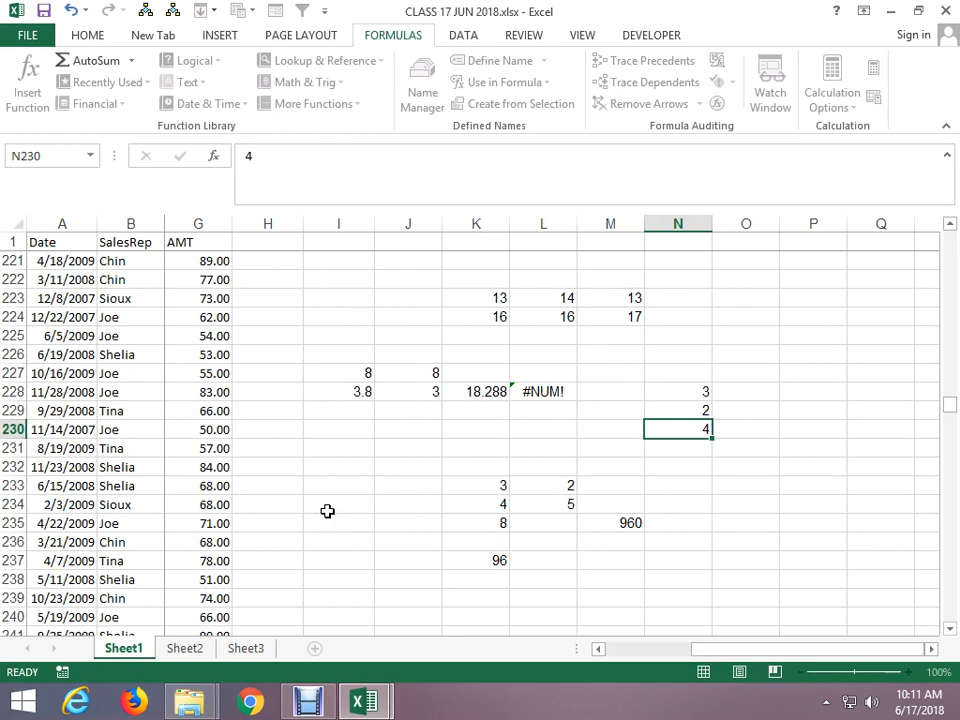 CLASS 17 JUN 2018.xlsx - Excel
?
FILE HOME New Tab INSERT PAGE LAYOUT FORMULAS DATA REVIEW VIEW DEVELOPER Sign in
fx Insert Function
Σ AutoSum
Recently Used
Financial
Logical
Text
Date & Time
Lookup & Reference
Math & Trig
More Functions
Function Library
Name Manager
Define Name
Use in Formula
Create from Selection
Defined Names
Trace Precedents
Trace Dependents
Remove Arrows
Formula Auditing
Watch Window
Calculation Options
Calculation
N230 fx 4
A B G H I J K L M N O P Q
1 Date SalesRep AMT
221 4/18/2009 Chin 89.00
222 3/11/2008 Chin 77.00
223 12/8/2007 Sioux 73.00 13 14 13
224 12/22/2007 Joe 62.00 16 16 17
225 6/5/2009 Joe 54.00
226 6/19/2008 Shelia 53.00
227 10/16/2009 Joe 55.00 8 8
228 11/28/2008 Joe 83.00 3.8 3 18.288 #NUM! 3
229 9/29/2008 Tina 66.00 2
230 11/14/2007 Joe 50.00 4
231 8/19/2009 Tina 57.00
232 11/23/2008 Shelia 84.00
233 6/15/2008 Shelia 68.00 3 2
234 2/3/2009 Sioux 68.00 4 5
235 4/22/2009 Joe 71.00 8 960
236 3/21/2009 Chin 68.00
237 4/7/2009 Tina 78.00 96
238 5/11/2008 Shelia 51.00
239 10/23/2009 Chin 74.00
240 5/19/2009 Joe 66.00
Sheet1 Sheet2 Sheet3
READY 100%
10:11 AM
6/17/2018